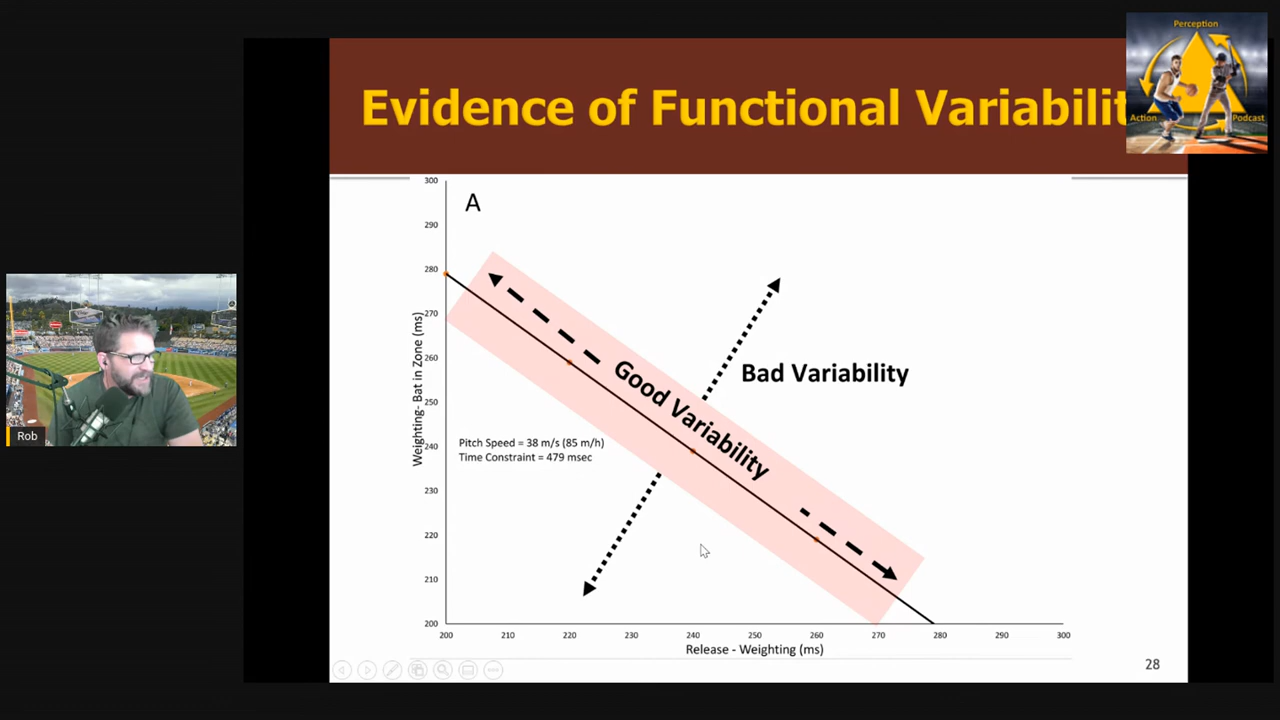 Evidence of Functional Variabilit
Perception
Action
Podcast
A
300
290
280
270
260
250
240
230
220
210
200
Weighting- Bat in Zone (ms)
Good Variability
Bad Variability
Pitch Speed = 38 m/s (85 m/h)
Time Constraint = 479 msec
200 210 220 230 240 250 260 270 280 290 300
Release - Weighting (ms)
28
Rob